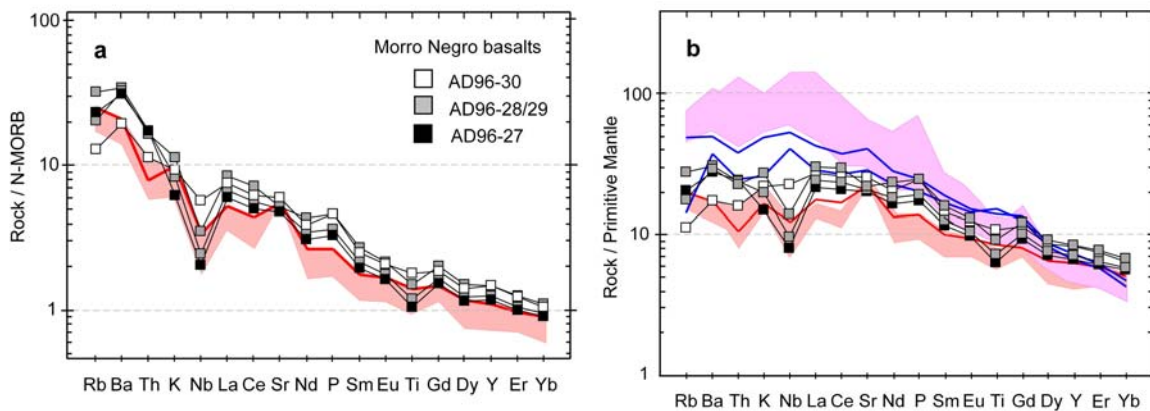 a
Morro Negro basalts
AD96-30
AD96-28/29
AD96-27
100
10
1
Rock / N-MORB
Rb Ba Th K Nb La Ce Sr Nd P Sm Eu Ti Gd Dy Y Er Yb
b
100
10
1
Rock / Primitive Mantle
Rb Ba Th K Nb La Ce Sr Nd P Sm Eu Ti Gd Dy Y Er Yb